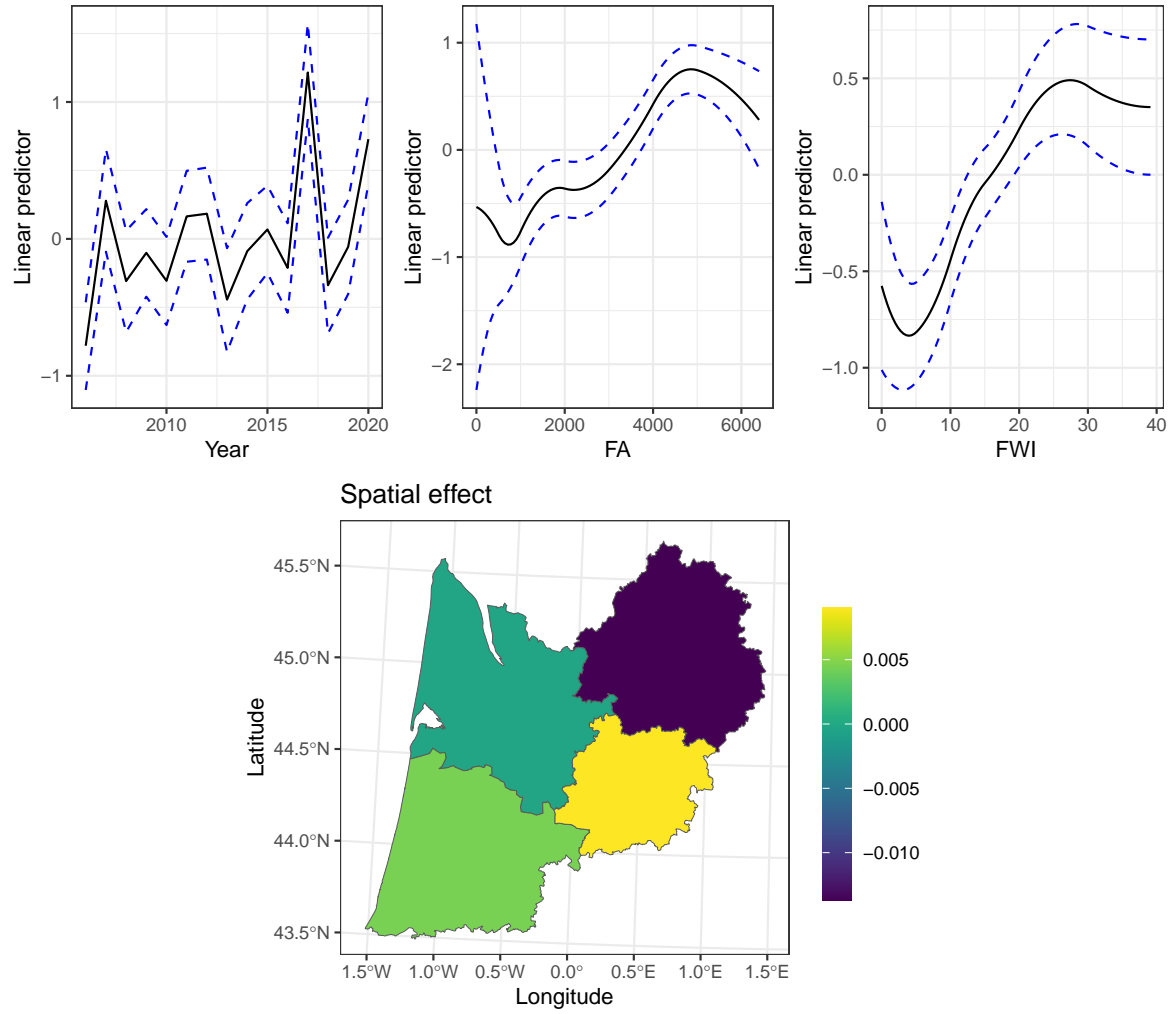 Linear predictor
1
0
−1
2010
2015
2020
Year
Linear predictor
1
0
−1
−2
0
2000
4000
6000
FA
Linear predictor
0.5
0.0
−0.5
−1.0
0
10
20
30
40
FWI
Spatial effect
Latitude
45.5°N
45.0°N
44.5°N
44.0°N
43.5°N
1.5°W
1.0°W
0.5°W
0.0°
0.5°E
1.0°E
1.5°E
Longitude
0.005
0.000
−0.005
−0.010